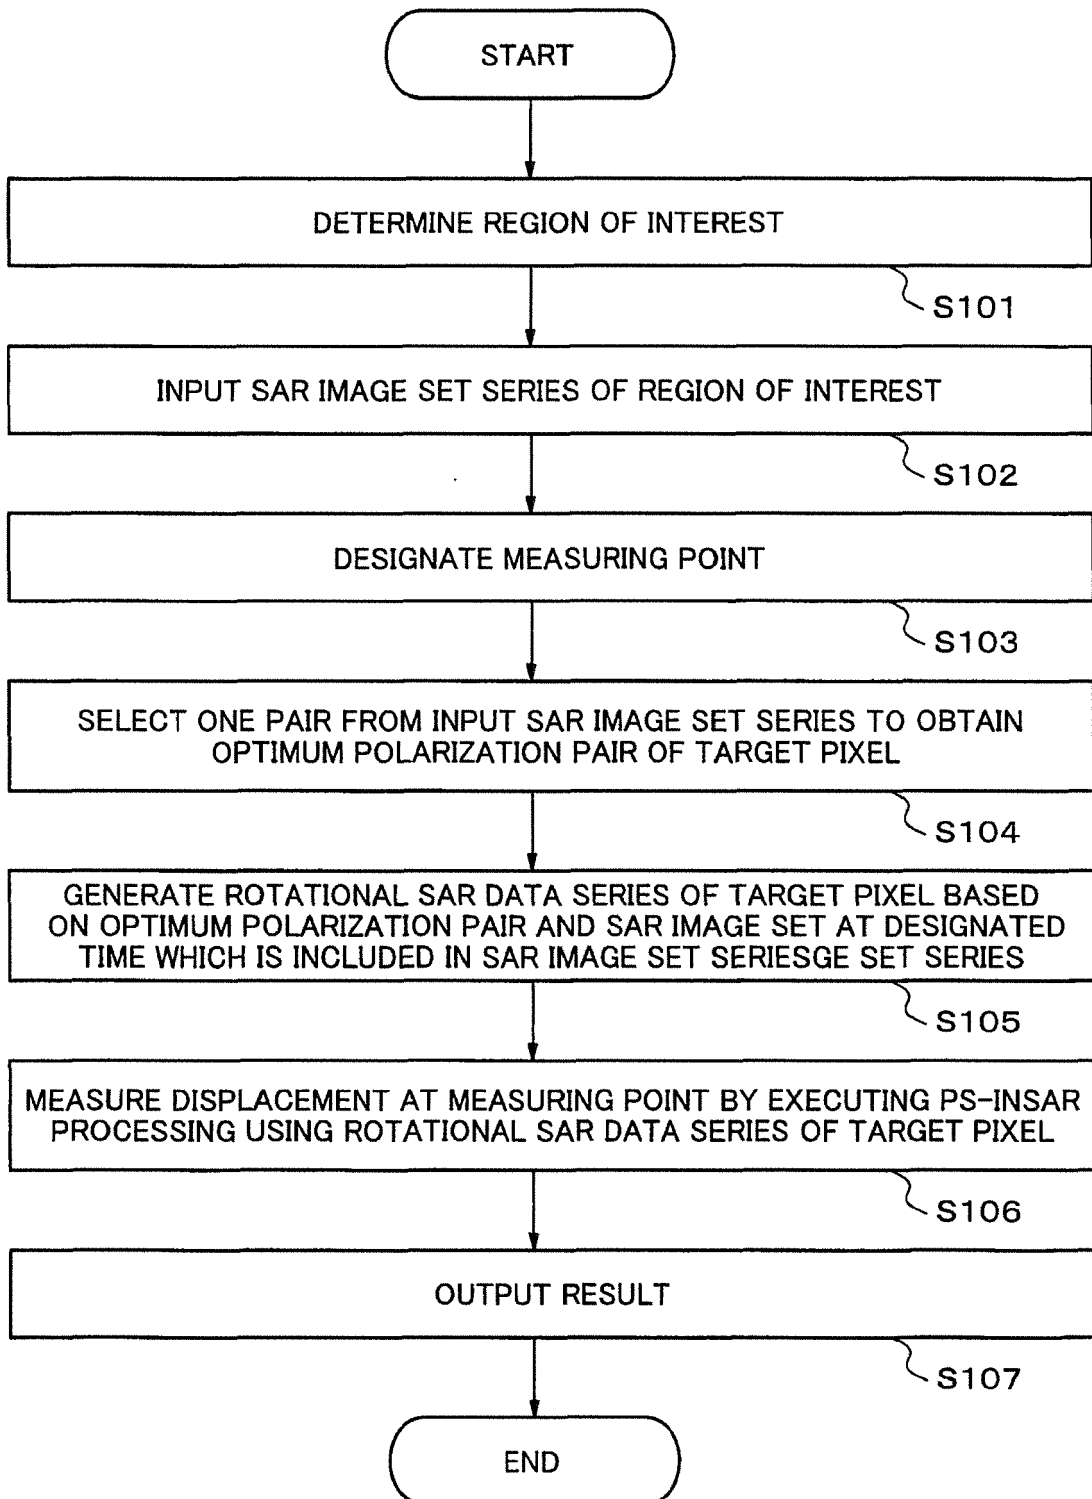 START
DETERMINE REGION OF INTEREST
S101
INPUT SAR IMAGE SET SERIES OF REGION OF INTEREST
S102
DESIGNATE MEASURING POINT
S103
SELECT ONE PAIR FROM INPUT SAR IMAGE SET SERIES TO OBTAIN
OPTIMUM POLARIZATION PAIR OF TARGET PIXEL
S104
GENERATE ROTATIONAL SAR DATA SERIES OF TARGET PIXEL BASED
ON OPTIMUM POLARIZATION PAIR AND SAR IMAGE SET AT DESIGNATED
TIME WHICH IS INCLUDED IN SAR IMAGE SET SERIESGE SET SERIES
S105
MEASURE DISPLACEMENT AT MEASURING POINT BY EXECUTING PS-INSAR
PROCESSING USING ROTATIONAL SAR DATA SERIES OF TARGET PIXEL
S106
OUTPUT RESULT
S107
END